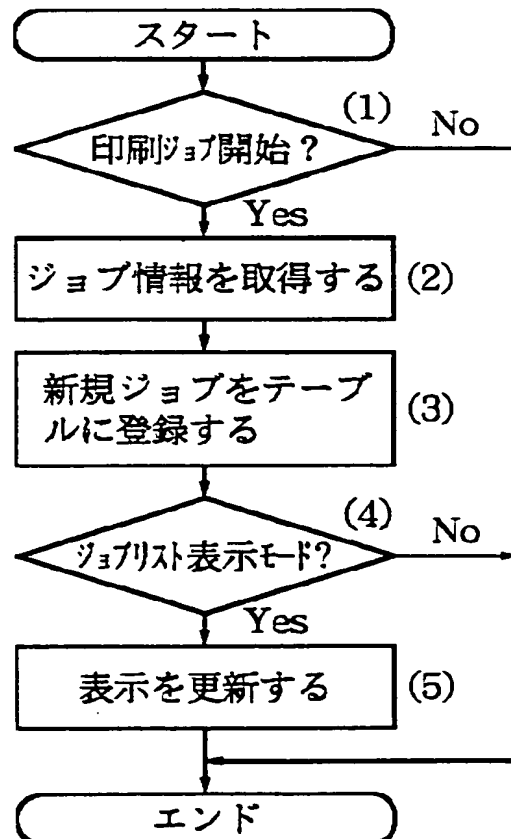 スタート
(1)
印刷ジョブ開始?
No
Yes
ジョブ情報を取得する
(2)
新規ジョブをテーブ
ルに登録する
(3)
(4)
ジョブリスト表示モード?
No
Yes
表示を更新する
(5)
エンド